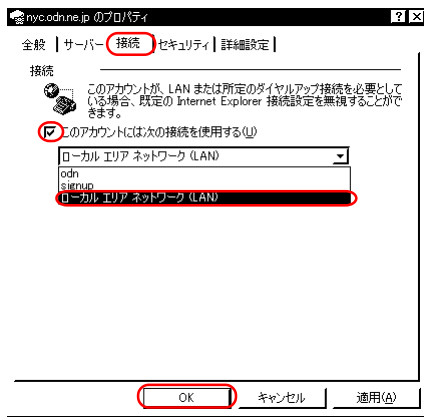 nyc.odn.ne.jp のプロパティ
全般 サーバー 接続 セキュリティ 詳細設定
接続
このアカウントが、LAN または所定のダイヤルアップ接続を必要として
いる場合、既定の Internet Explorer 接続設定を無視することがで
きます。
このアカウントには次の接続を使用する(U)
ローカル エリア ネットワーク (LAN)
odn
signup
ローカル エリア ネットワーク (LAN)
OK キャンセル 適用(A)